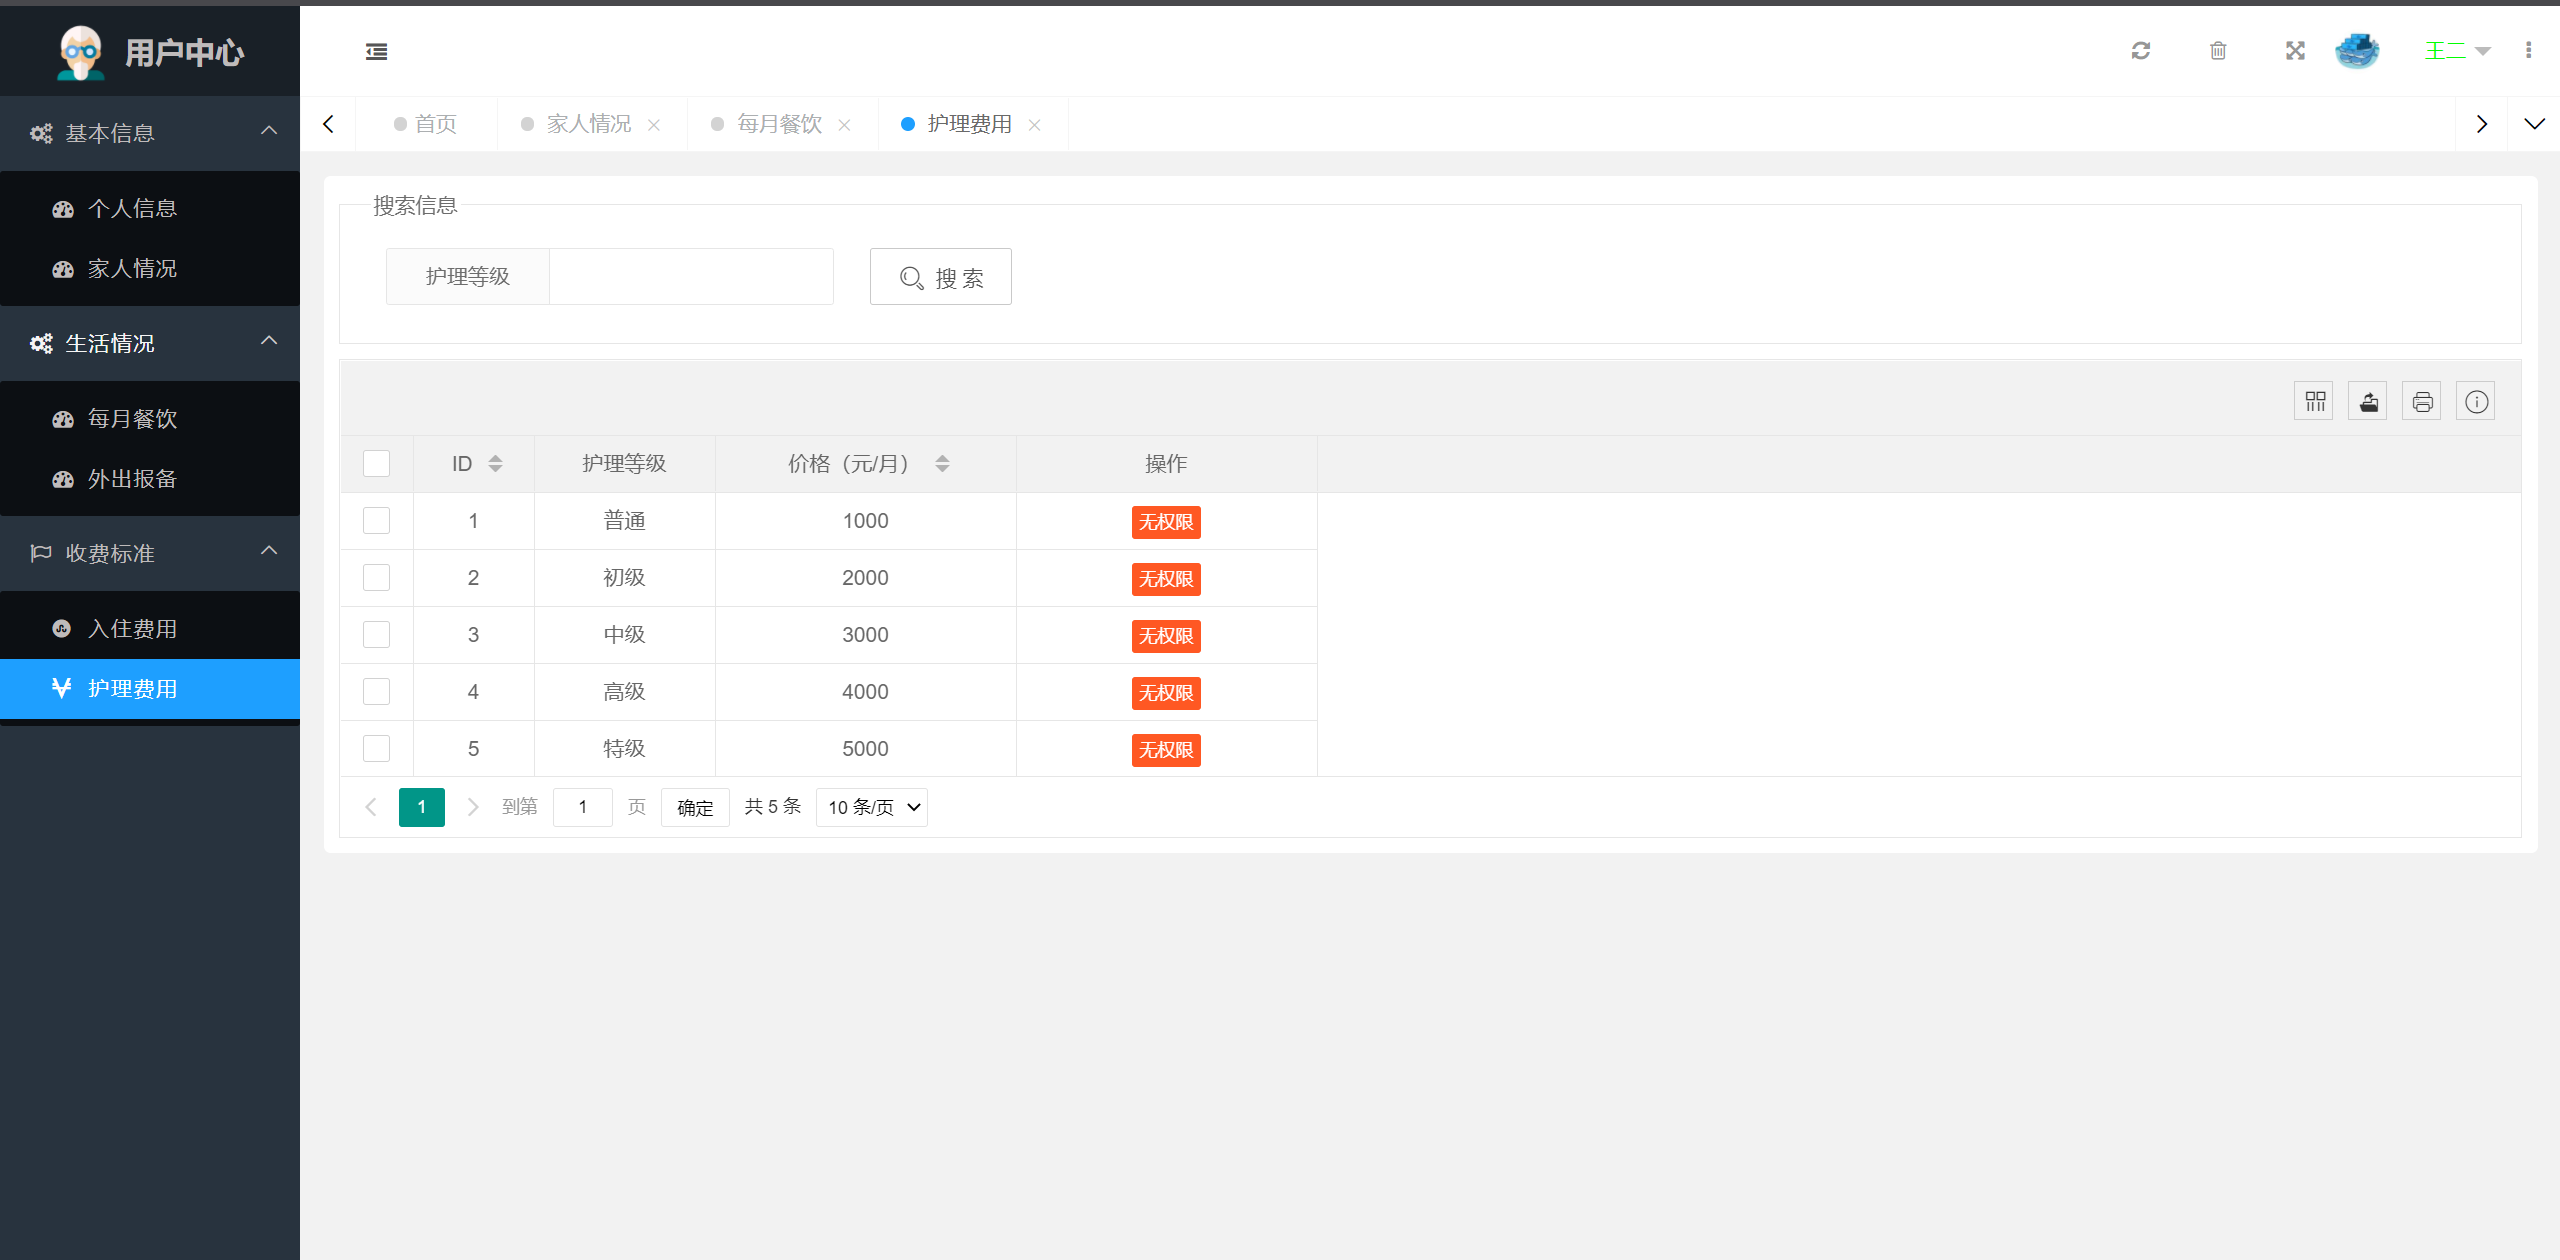 用户中心
王二
基本信息
个人信息
家人情况
生活情况
每月餐饮
外出报备
收费标准
入住费用
护理费用
首页 家人情况 每月餐饮 护理费用
搜索信息
护理等级 搜 索
ID 护理等级 价格（元/月） 操作
1 普通 1000 无权限
2 初级 2000 无权限
3 中级 3000 无权限
4 高级 4000 无权限
5 特级 5000 无权限
1 到第 1 页 确定 共 5 条 10 条/页